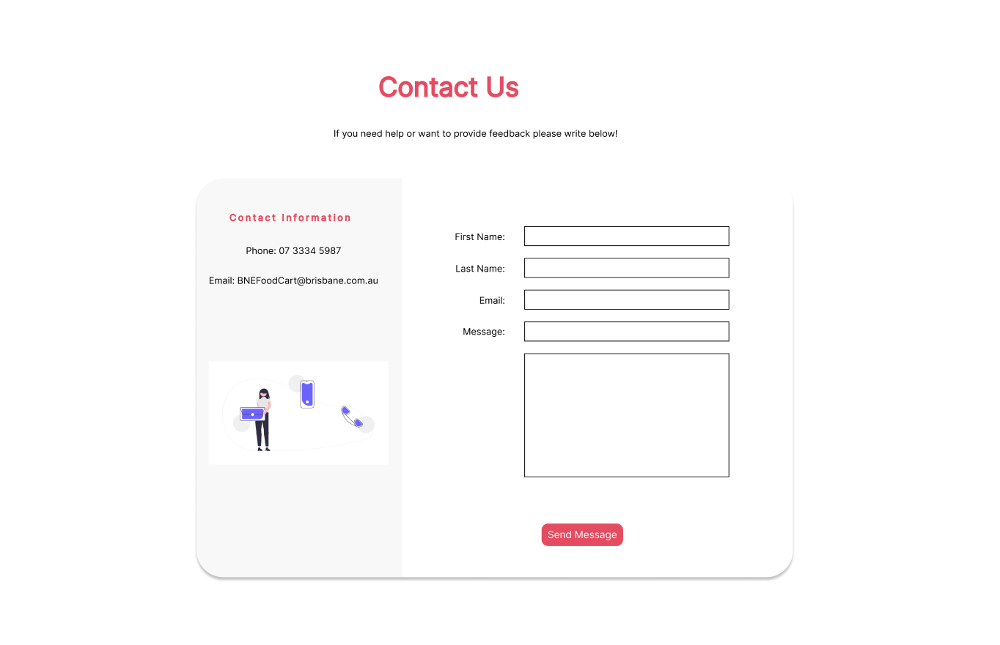 Contact Us
If you need help or want to provide feedback please write below!
Contact Information
Phone: 07 3334 5987
Email: BNEFoodCart@brisbane.com.au
First Name:
Last Name:
Email:
Message:
Send Message